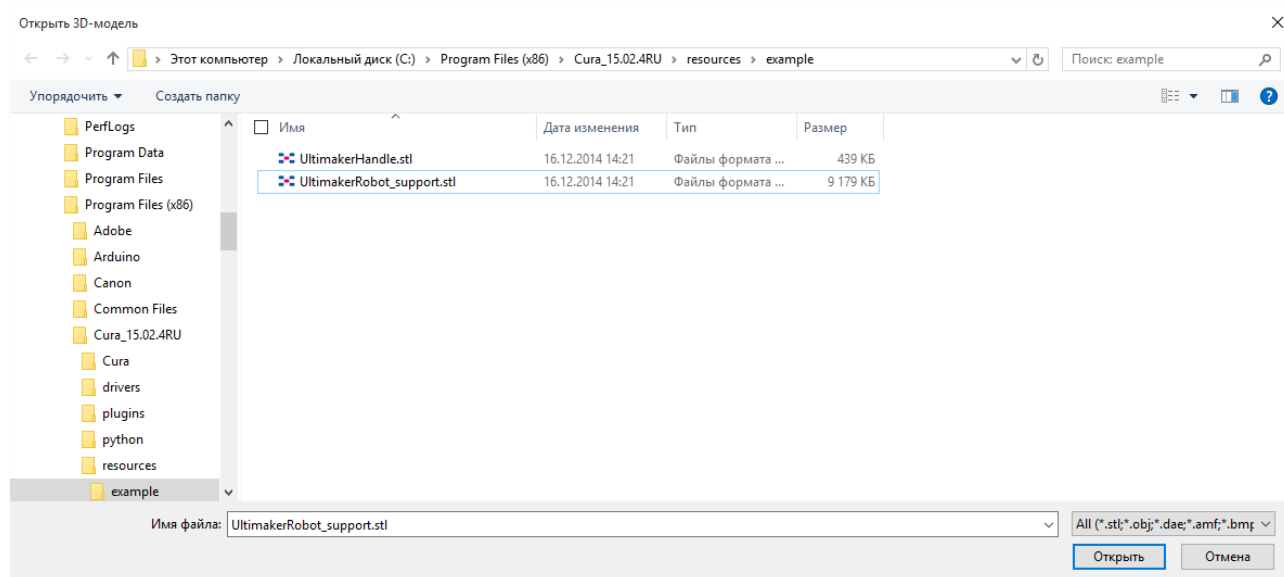 Открыть 3D-модель
Этот компьютер › Локальный диск (C:) › Program Files (x86) › Cura_15.02.4RU › resources › example
Поиск: example
Упорядочить Создать папку
PerfLogs
Program Data
Program Files
Program Files (x86)
Adobe
Arduino
Canon
Common Files
Cura_15.02.4RU
Cura
drivers
plugins
python
resources
example
Имя Дата изменения Тип Размер
UltimakerHandle.stl 16.12.2014 14:21 Файлы формата ... 439 КБ
UltimakerRobot_support.stl 16.12.2014 14:21 Файлы формата ... 9 179 КБ
Имя файла: UltimakerRobot_support.stl All (*.stl;*.obj;*.dae;*.amf;*.bmp
Открыть Отмена